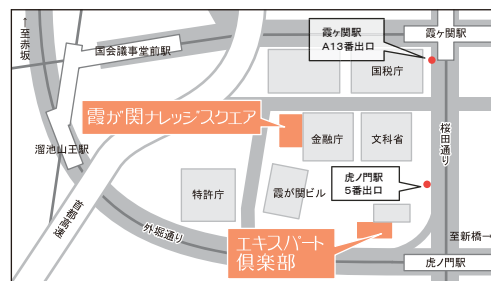 ↑至赤坂
国会議事堂前駅
霞ケ関駅
A13番出口
霞ヶ関駅
国税庁
霞が関ナレッジスクエア
金融庁
文科省
桜田通り
溜池山王駅
虎ノ門駅
5番出口
特許庁
霞が関ビル
首都高速
外堀通り
エキスパート
倶楽部
至新橋→
虎ノ門駅